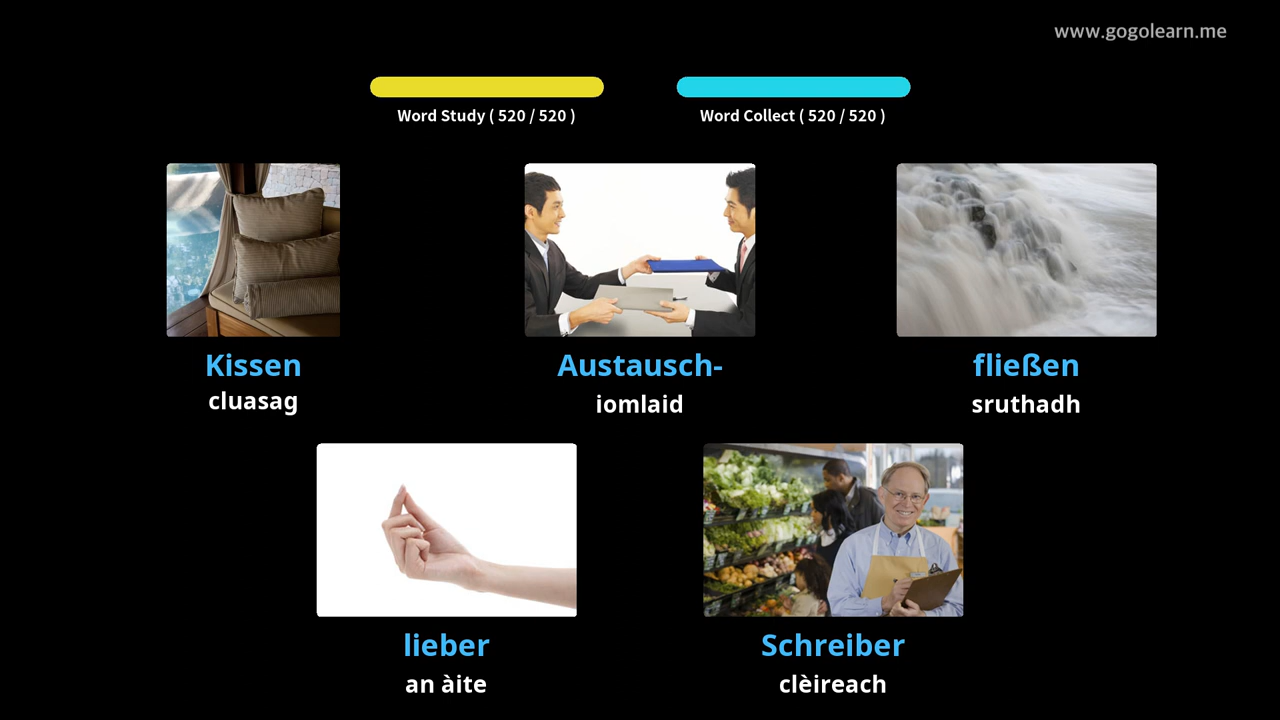 www.gogolearn.me
Word Study ( 520 / 520 )
Word Collect ( 520 / 520 )
Kissen
cluasag
Austausch-
iomlaid
fließen
sruthadh
lieber
an àite
Schreiber
clèireach